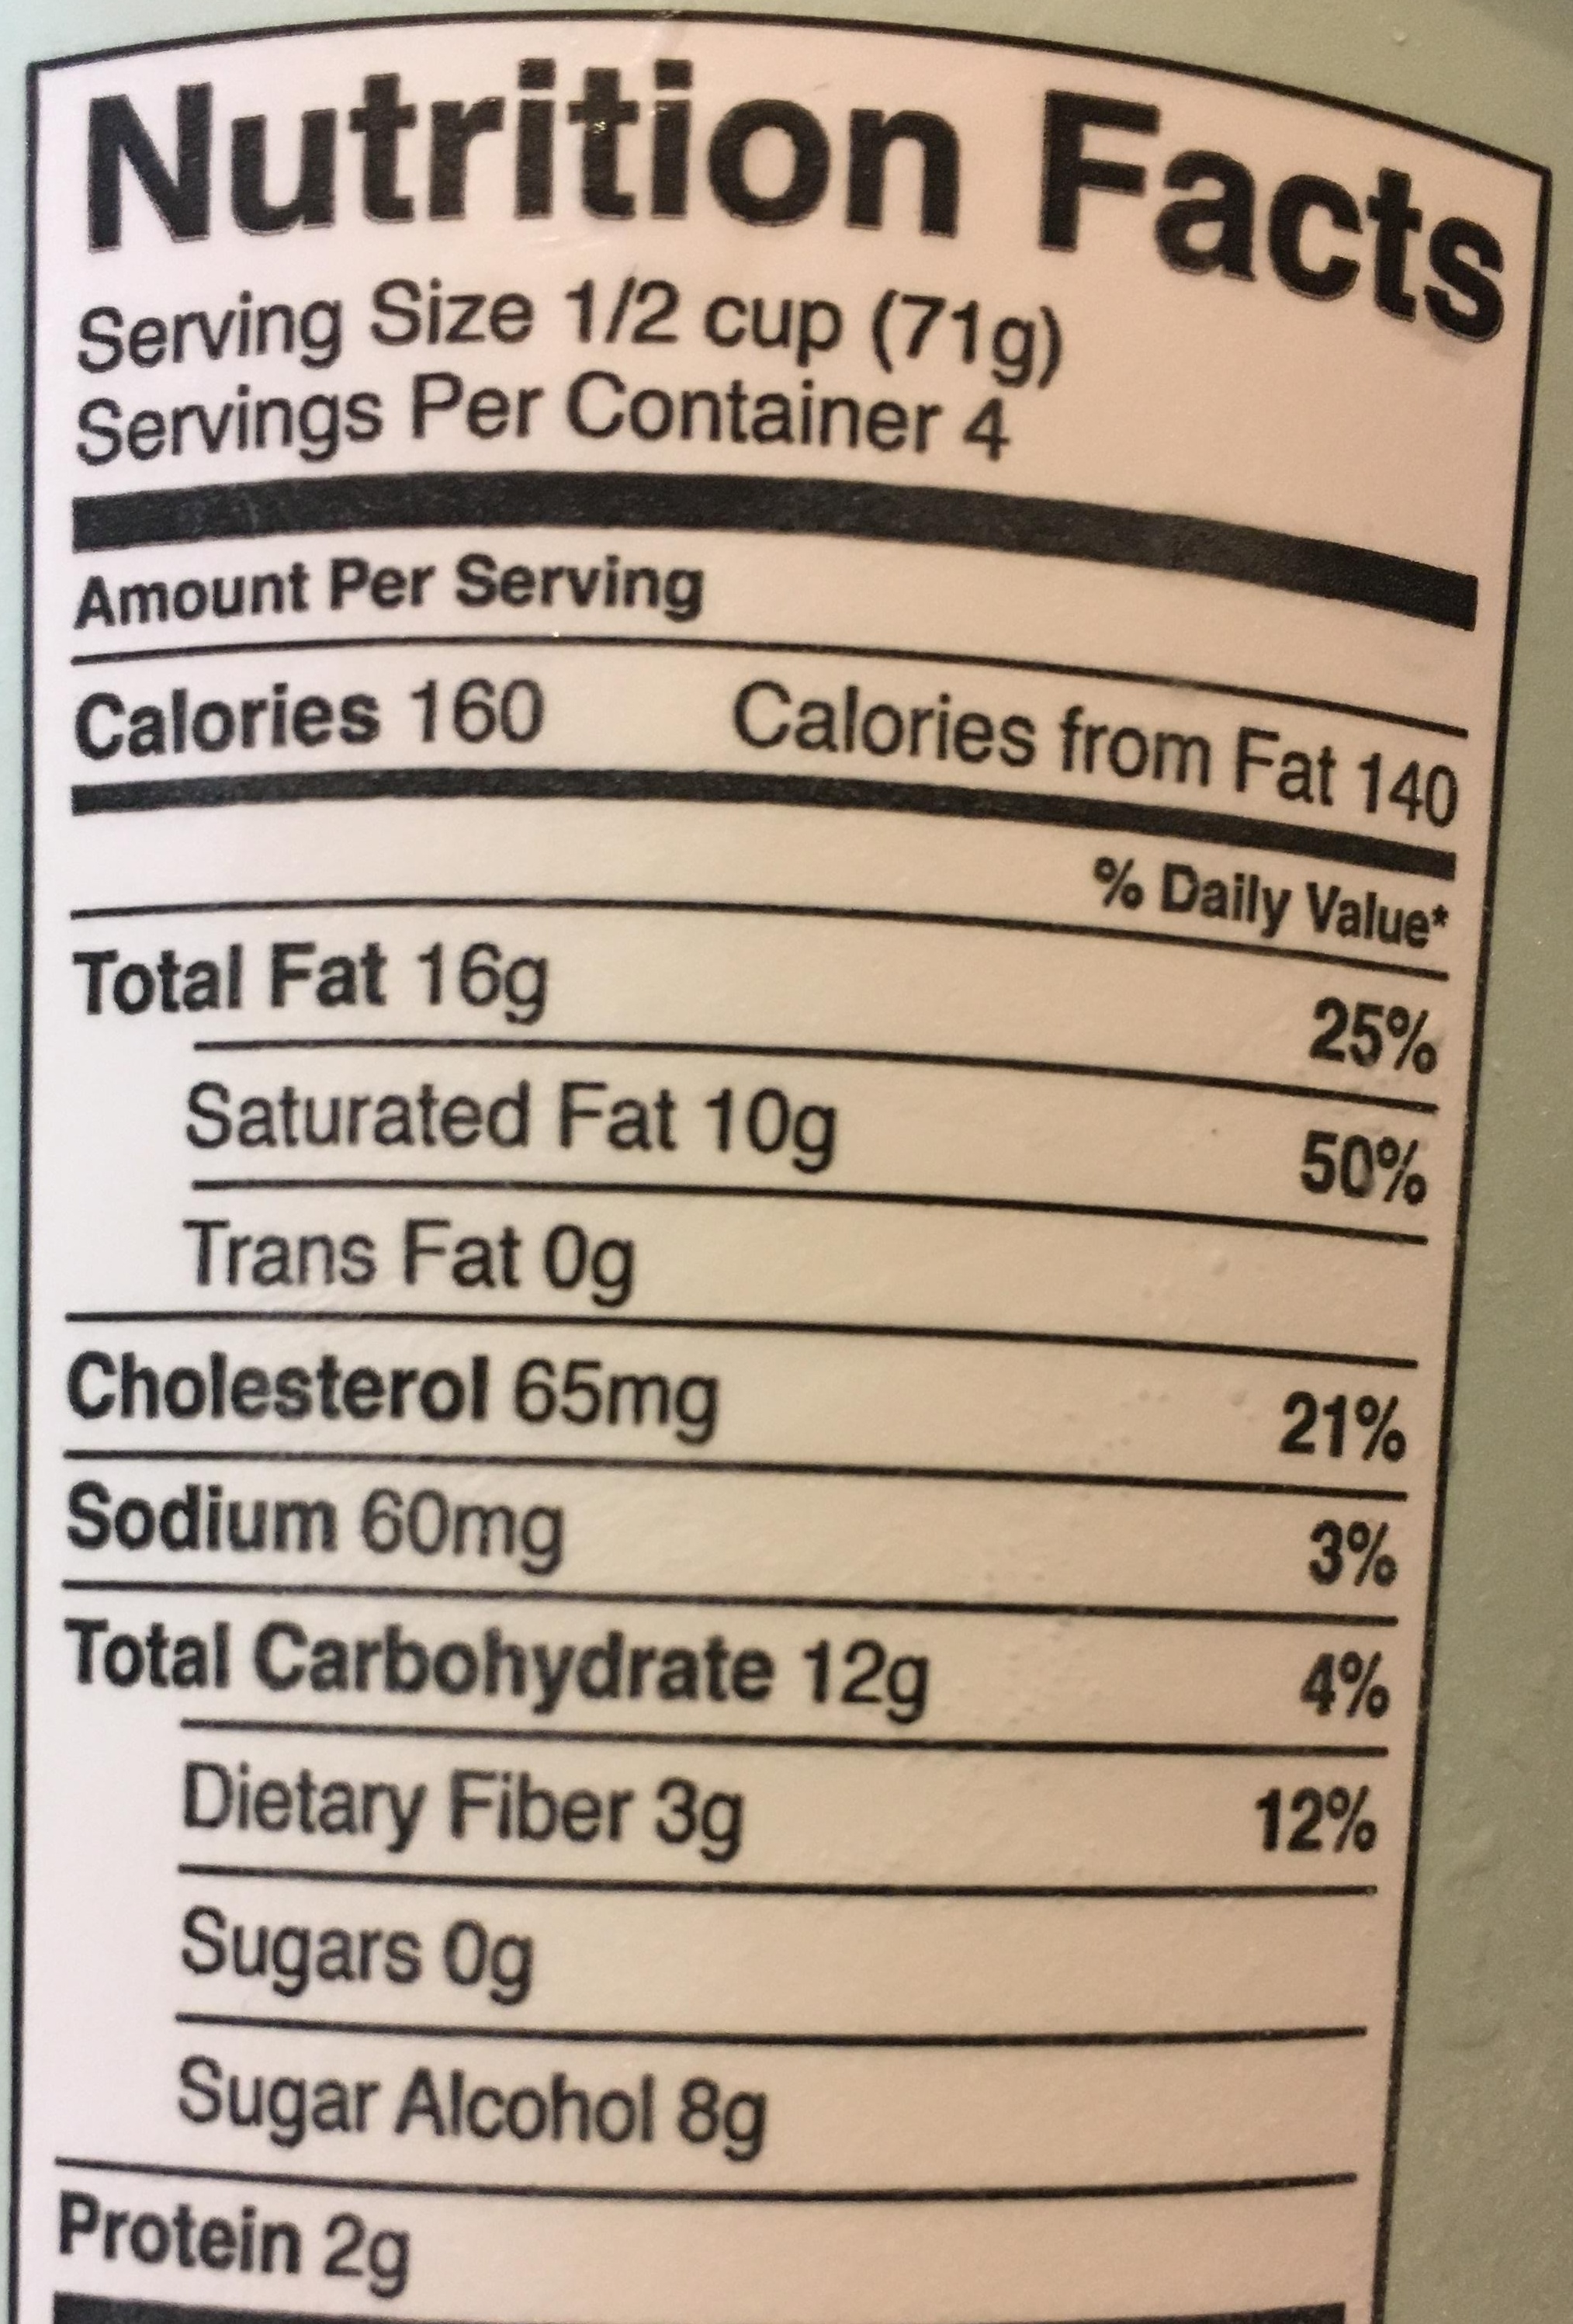 Nutrition Facts
Serving Size 1/2 cup (71g)
Servings Per Container 4
Amount Per Serving
Calories 160 Calories from Fat 140
% Daily Value*
Total Fat 16g 25%
Saturated Fat 10g 50%
Trans Fat 0g
Cholesterol 65mg 21%
Sodium 60mg 3%
Total Carbohydrate 12g 4%
Dietary Fiber 3g 12%
Sugars 0g
Sugar Alcohol 8g
Protein 2g